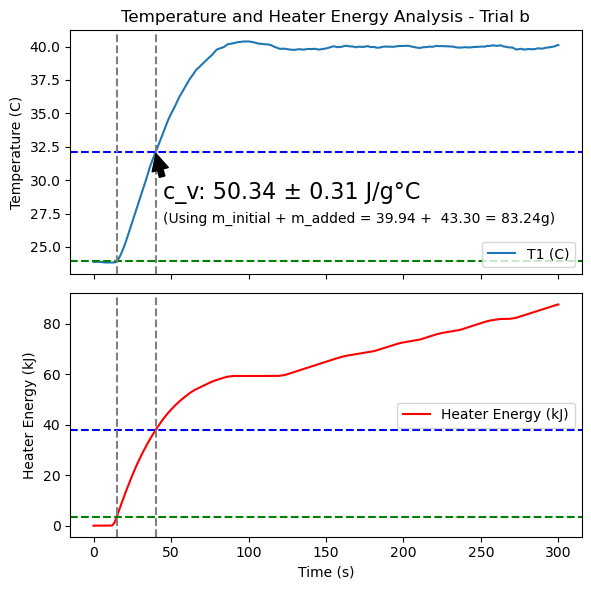 Temperature and Heater Energy Analysis - Trial b
Temperature (C)
40.0
37.5
35.0
32.5
30.0
27.5
25.0
c_v: 50.34 ± 0.31 J/g°C
(Using m_initial + m_added = 39.94 +  43.30 = 83.24g)
T1 (C)
Heater Energy (kJ)
80
60
40
20
0
Heater Energy (kJ)
0
50
100
150
200
250
300
Time (s)